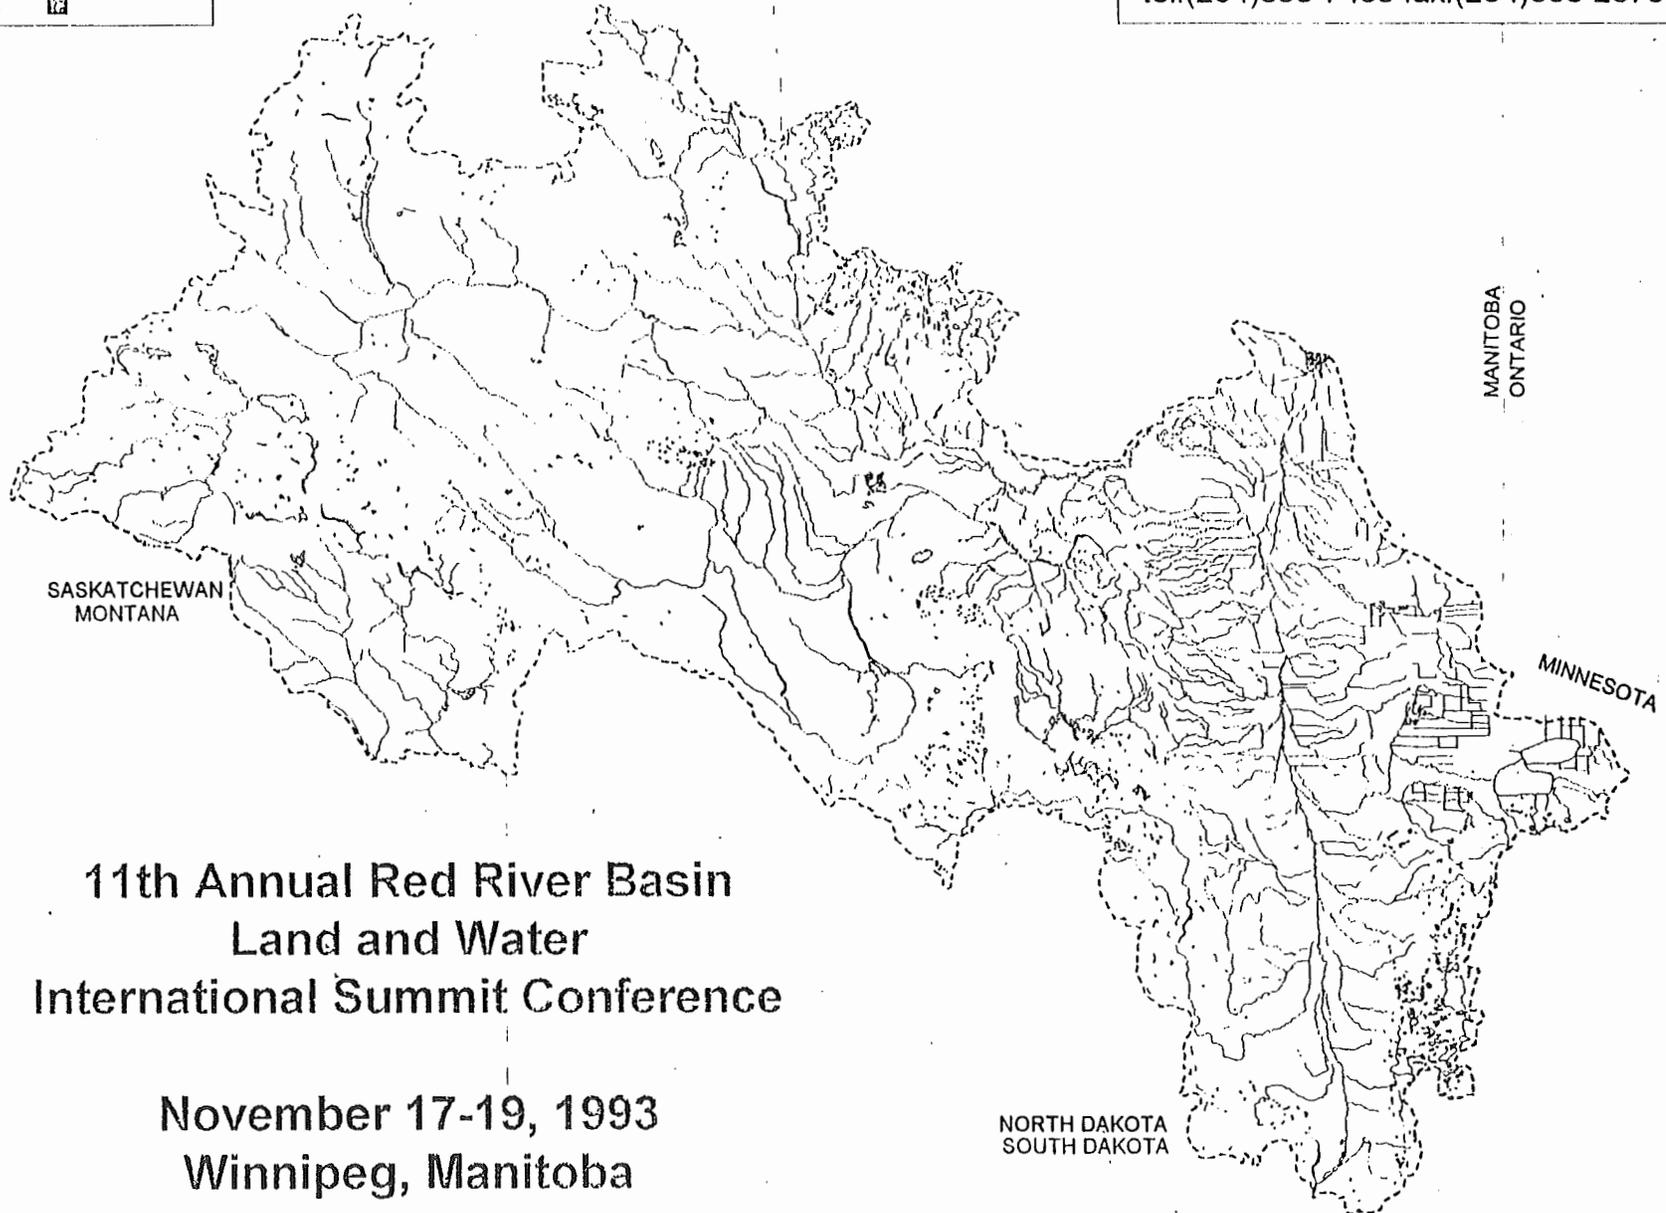 MANITOBA
ONTARIO
SASKATCHEWAN
MONTANA
MINNESOTA
11th Annual Red River Basin
Land and Water
International Summit Conference
November 17-19, 1993
Winnipeg, Manitoba
NORTH DAKOTA
SOUTH DAKOTA